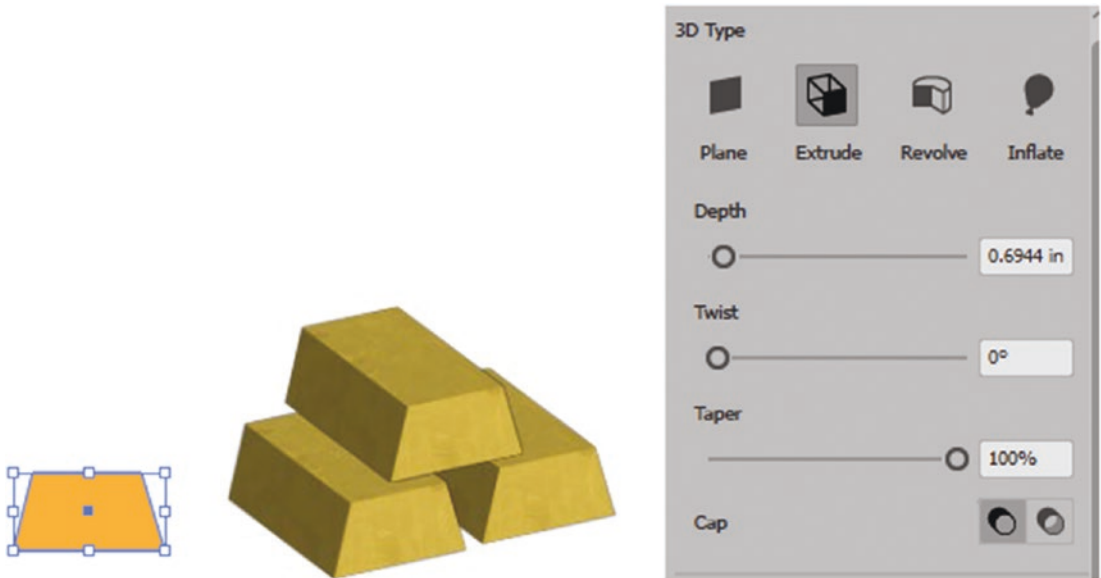 3D Type
Plane Extrude Revolve Inflate
Depth
0.6944 in
Twist
0°
Taper
100%
Cap